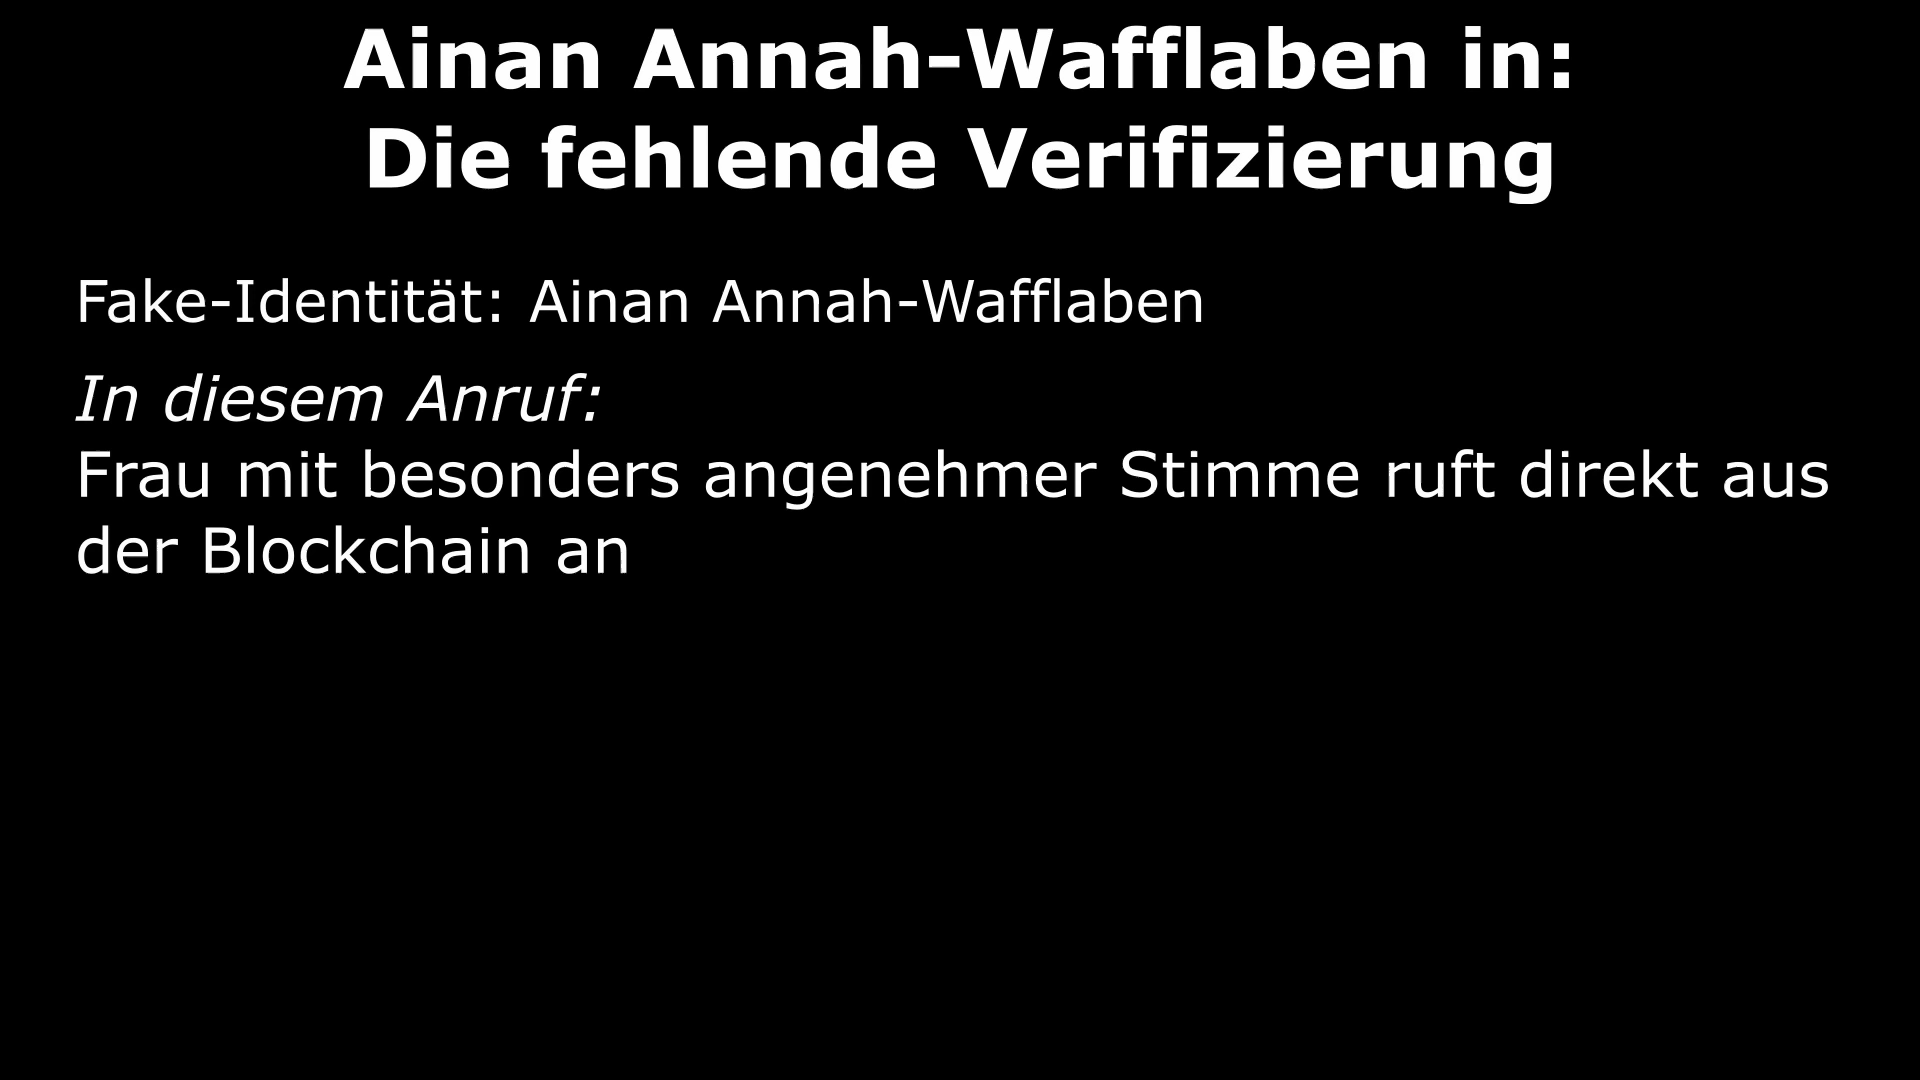 Ainan Annah-Wafflaben in:
Die fehlende Verifizierung
Fake-Identität: Ainan Annah-Wafflaben
In diesem Anruf:
Frau mit besonders angenehmer Stimme ruft direkt aus
der Blockchain an